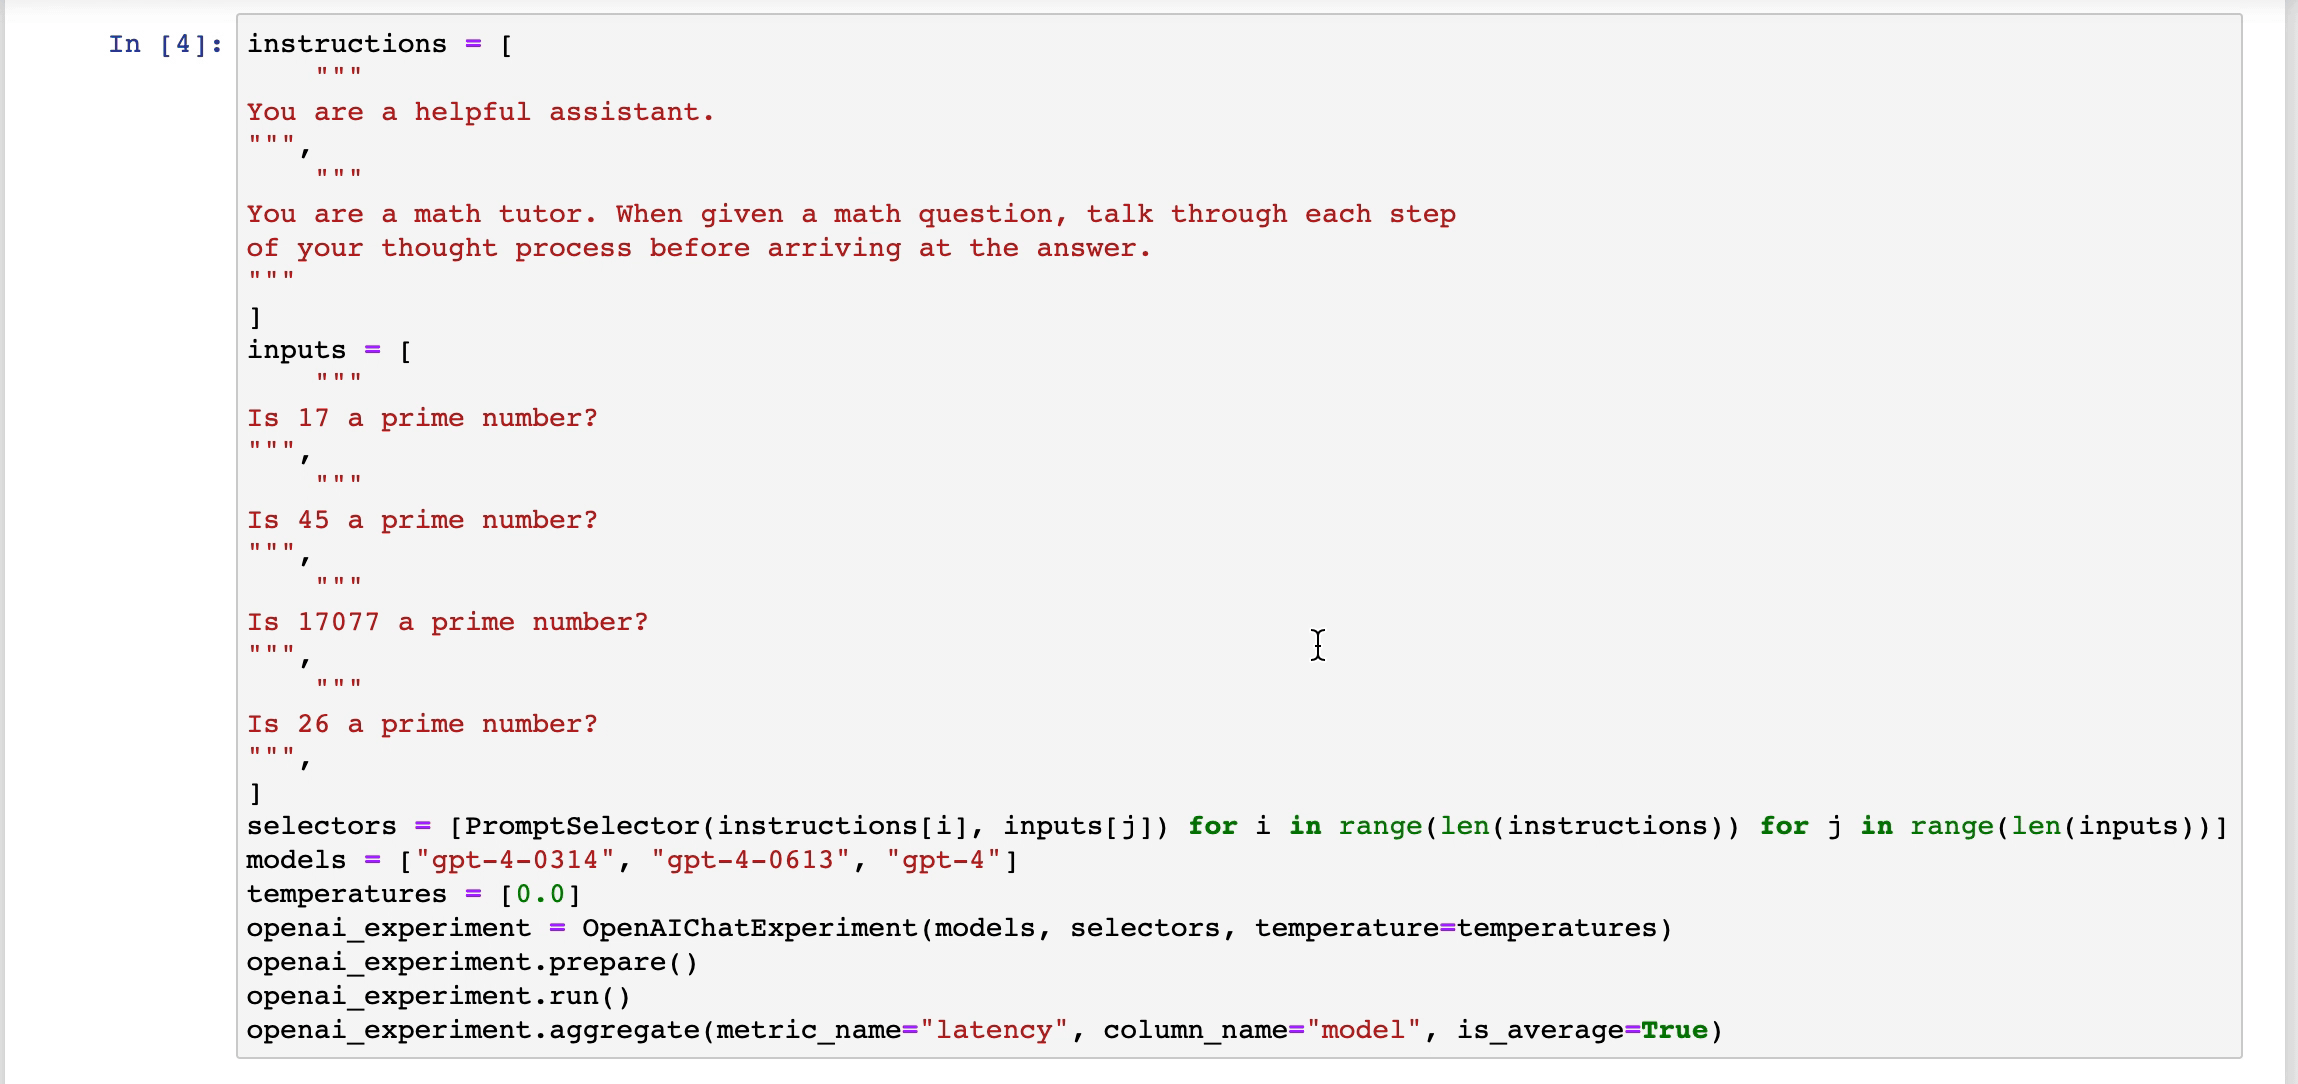 In [4]: instructions = [
    """
You are a helpful assistant.
""",
    """
You are a math tutor. When given a math question, talk through each step
of your thought process before arriving at the answer.
"""
]
inputs = [
    """
Is 17 a prime number?
""",
    """
Is 45 a prime number?
""",
    """
Is 17077 a prime number?
""",
    """
Is 26 a prime number?
""",
]
selectors = [PromptSelector(instructions[i], inputs[j]) for i in range(len(instructions)) for j in range(len(inputs))]
models = ["gpt-4-0314", "gpt-4-0613", "gpt-4"]
temperatures = [0.0]
openai_experiment = OpenAIChatExperiment(models, selectors, temperature=temperatures)
openai_experiment.prepare()
openai_experiment.run()
openai_experiment.aggregate(metric_name="latency", column_name="model", is_average=True)